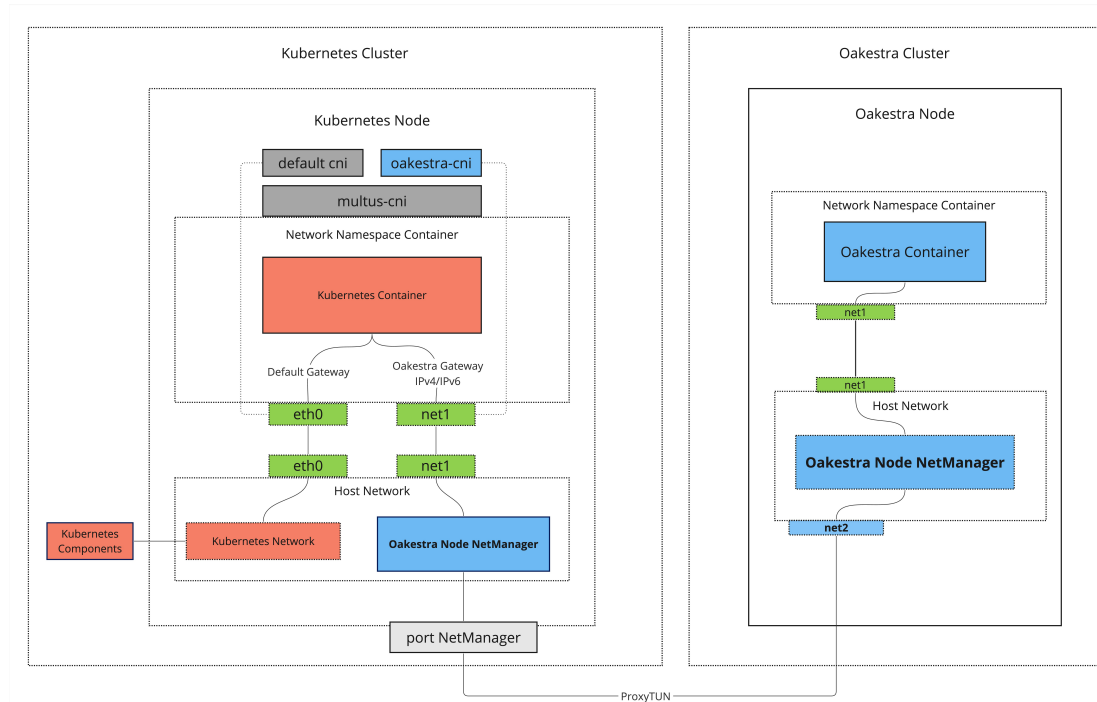 Kubernetes Cluster
Kubernetes Node
default cni
oakestra-cni
multus-cni
Network Namespace Container
Kubernetes Container
Default Gateway
Oakestra Gateway
IPv4/IPv6
eth0
net1
eth0
net1
Host Network
Kubernetes
Components
Kubernetes Network
Oakestra Node NetManager
port NetManager
ProxyTUN
Oakestra Cluster
Oakestra Node
Network Namespace Container
Oakestra Container
net1
net1
Host Network
Oakestra Node NetManager
net2